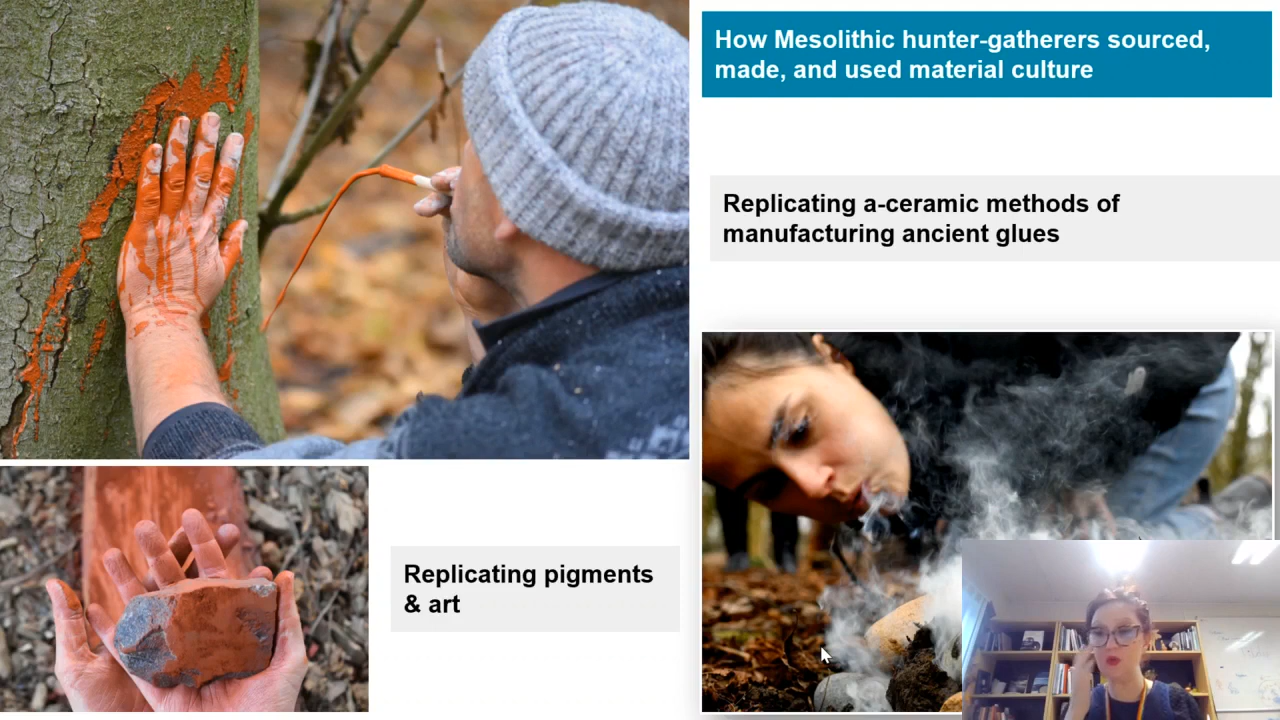 How Mesolithic hunter-gatherers sourced,
made, and used material culture
Replicating a-ceramic methods of
manufacturing ancient glues
Replicating pigments
& art